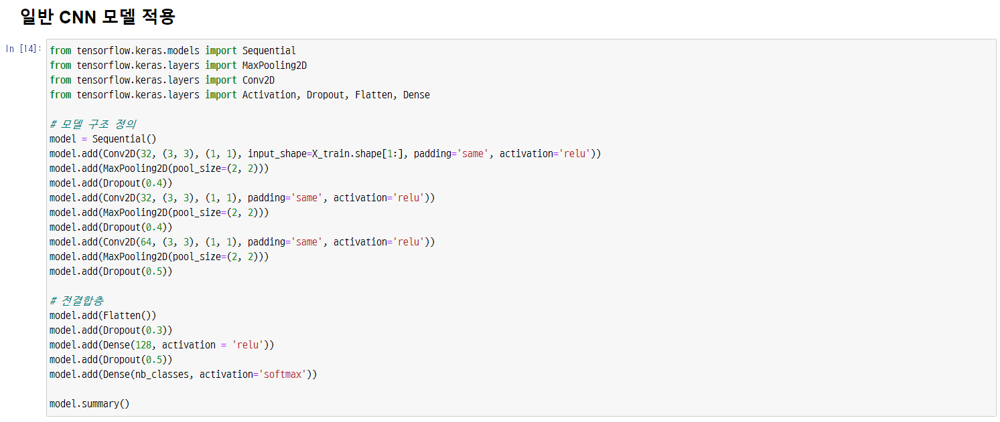 일반 CNN 모델 적용
In [14]:
from tensorflow.keras.models import Sequential
from tensorflow.keras.layers import MaxPooling2D
from tensorflow.keras.layers import Conv2D
from tensorflow.keras.layers import Activation, Dropout, Flatten, Dense
# 모델 구조 정의
model = Sequential()
model.add(Conv2D(32, (3, 3), (1, 1), input_shape=X_train.shape[1:], padding='same', activation='relu'))
model.add(MaxPooling2D(pool_size=(2, 2)))
model.add(Dropout(0.4))
model.add(Conv2D(32, (3, 3), (1, 1), padding='same', activation='relu'))
model.add(MaxPooling2D(pool_size=(2, 2)))
model.add(Dropout(0.4))
model.add(Conv2D(64, (3, 3), (1, 1), padding='same', activation='relu'))
model.add(MaxPooling2D(pool_size=(2, 2)))
model.add(Dropout(0.5))
# 전결합층
model.add(Flatten())
model.add(Dropout(0.3))
model.add(Dense(128, activation = 'relu'))
model.add(Dropout(0.5))
model.add(Dense(nb_classes, activation='softmax'))
model.summary()